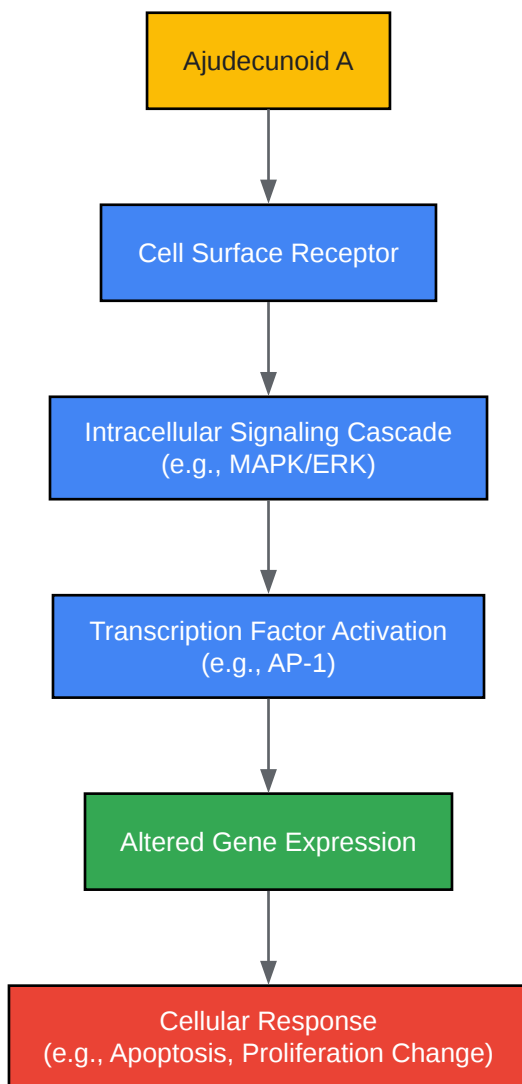 Ajudecunoid A
Cell Surface Receptor
Intracellular Signaling Cascade
(e.g., MAPK/ERK)
Transcription Factor Activation
(e.g., AP-1)
Altered Gene Expression
Cellular Response
(e.g., Apoptosis, Proliferation Change)